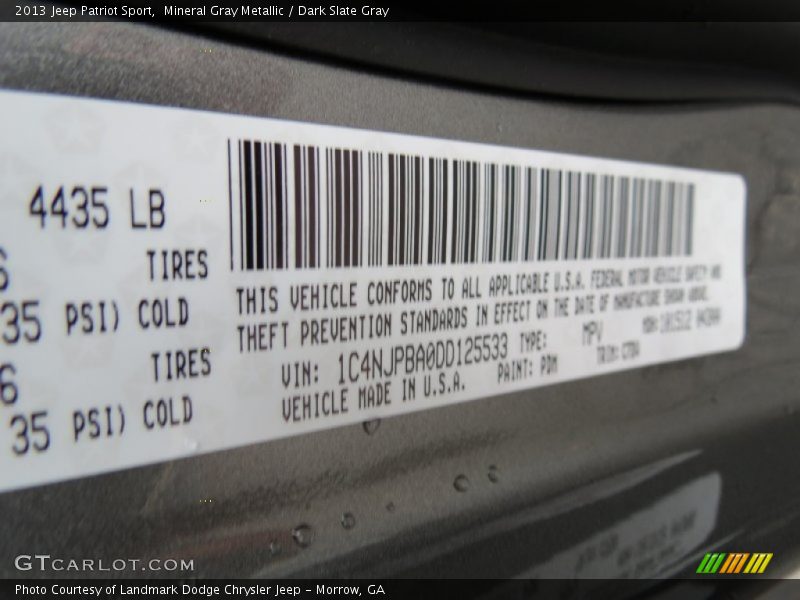 2013 Jeep Patriot Sport,  Mineral Gray Metallic / Dark Slate Gray
4435 LB
TIRES
35 PSI) COLD
6 TIRES
35 PSI) COLD
THIS VEHICLE CONFORMS TO ALL APPLICABLE U.S.A. FEDERAL MOTOR VEHICLE SAFETY AND
THEFT PREVENTION STANDARDS IN EFFECT ON THE DATE OF MANUFACTURE SHOWN ABOVE.
VIN: 1C4NJPBA0DD125533 TYPE: MPV
VEHICLE MADE IN U.S.A. PAINT: PDM TRIM:
GTCARLOT.COM
Photo Courtesy of Landmark Dodge Chrysler Jeep - Morrow, GA